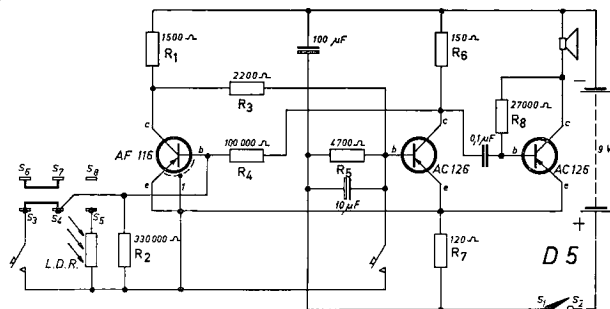 1500 Ω
R1
100 μF
150 Ω
R6
2200 Ω
R3
c
AF 116
b
e
1
100 000 Ω
R4
4700 Ω
R5
10 μF
c
b
AC 126
e
0,1 μF
27000 Ω
R8
c
b
AC 126
e
−
9 V
+
S6
S7
S8
S3
S4
S5
L.D.R.
330000 Ω
R2
120 Ω
R7
D 5
S1
S2